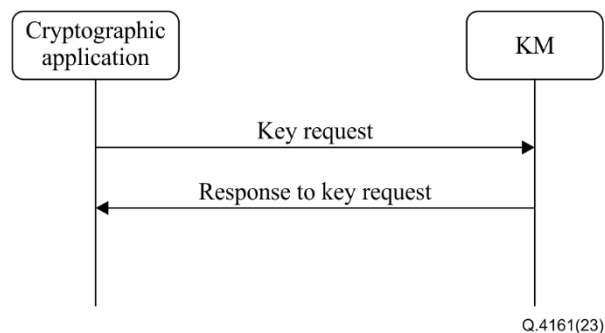 Cryptographic
application
KM
Key request
Response to key request
Q.4161(23)